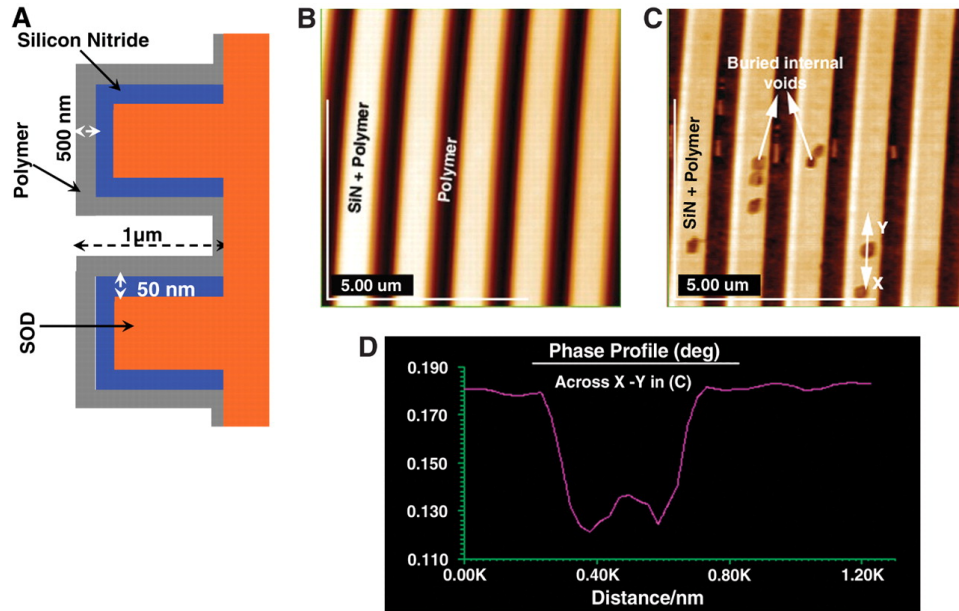 A
Silicon Nitride
500 nm
Polymer
1μm
50 nm
SOD
B
SiN + Polymer
Polymer
5.00 um
C
Buried internal
voids
SiN + Polymer
Y
X
5.00 um
D
Phase Profile (deg)
Across X -Y in (C)
0.190
0.170
0.150
0.130
0.110
0.00K 0.40K 0.80K 1.20K
Distance/nm